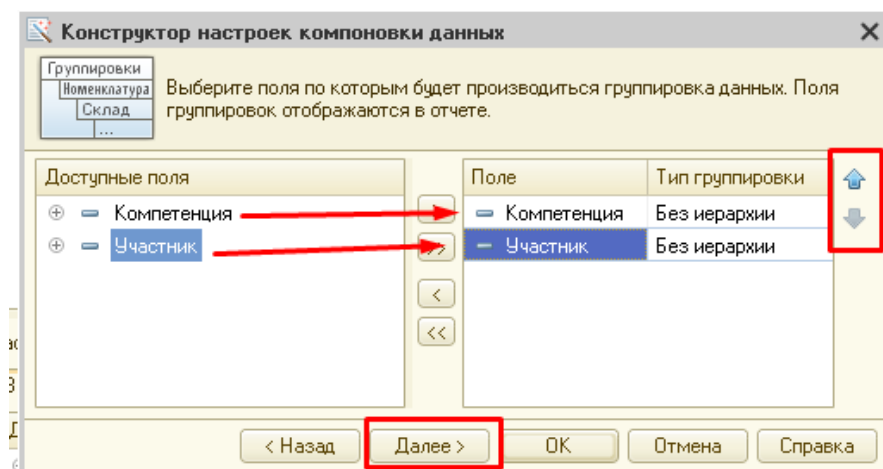 Конструктор настроек компоновки данных
Группировки
Номенклатура
Склад
...
Выберите поля по которым будет производиться группировка данных. Поля
группировок отображаются в отчете.
Доступные поля
Компетенция
Участник
>
>>
<
<<
Поле Тип группировки
Компетенция Без иерархии
Участник Без иерархии
< Назад Далее > ОК Отмена Справка